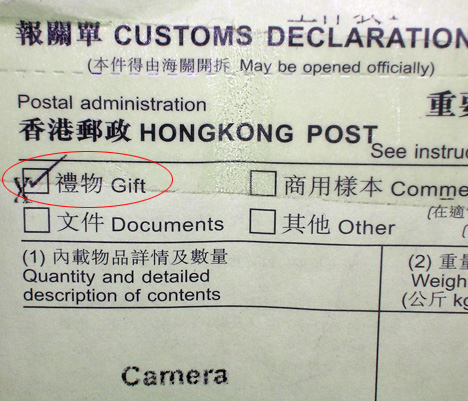 報關單 CUSTOMS DECLARATION
(本件得由海關開拆 May be opened officially)
Postal administration
重要
香港郵政 HONGKONG POST
See instruc
禮物 Gift
商用樣本 Comme
文件 Documents
其他 Other
(在適
(1) 內載物品詳情及數量
Quantity and detailed
description of contents
(2) 重量
Weigh
(公斤 kg
Camera